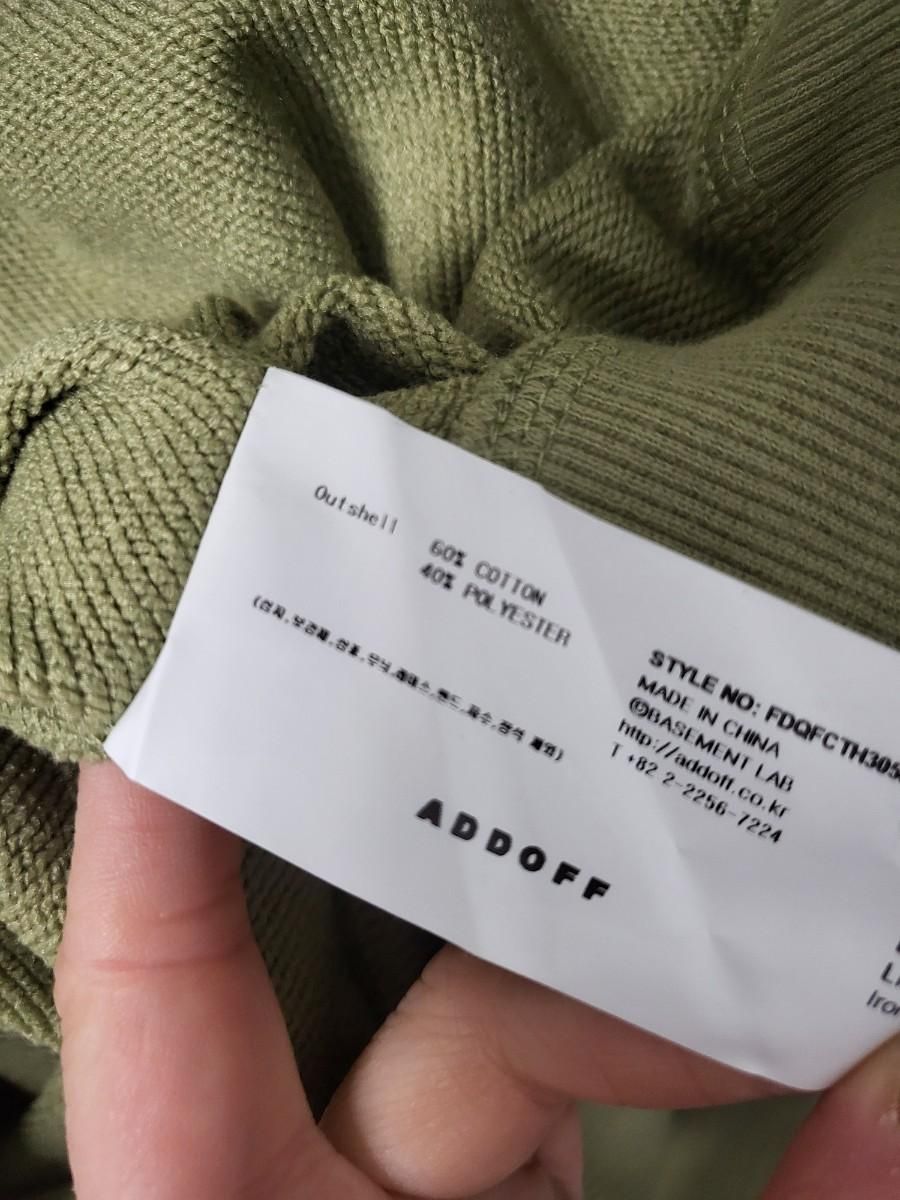 Outshell
60% COTTON
40% POLYESTER
STYLE NO: FDQFCTH305
MADE IN CHINA
©BASEMENT LAB
http://addoff.co.kr
T +82 2-2256-7224
ADDOFF